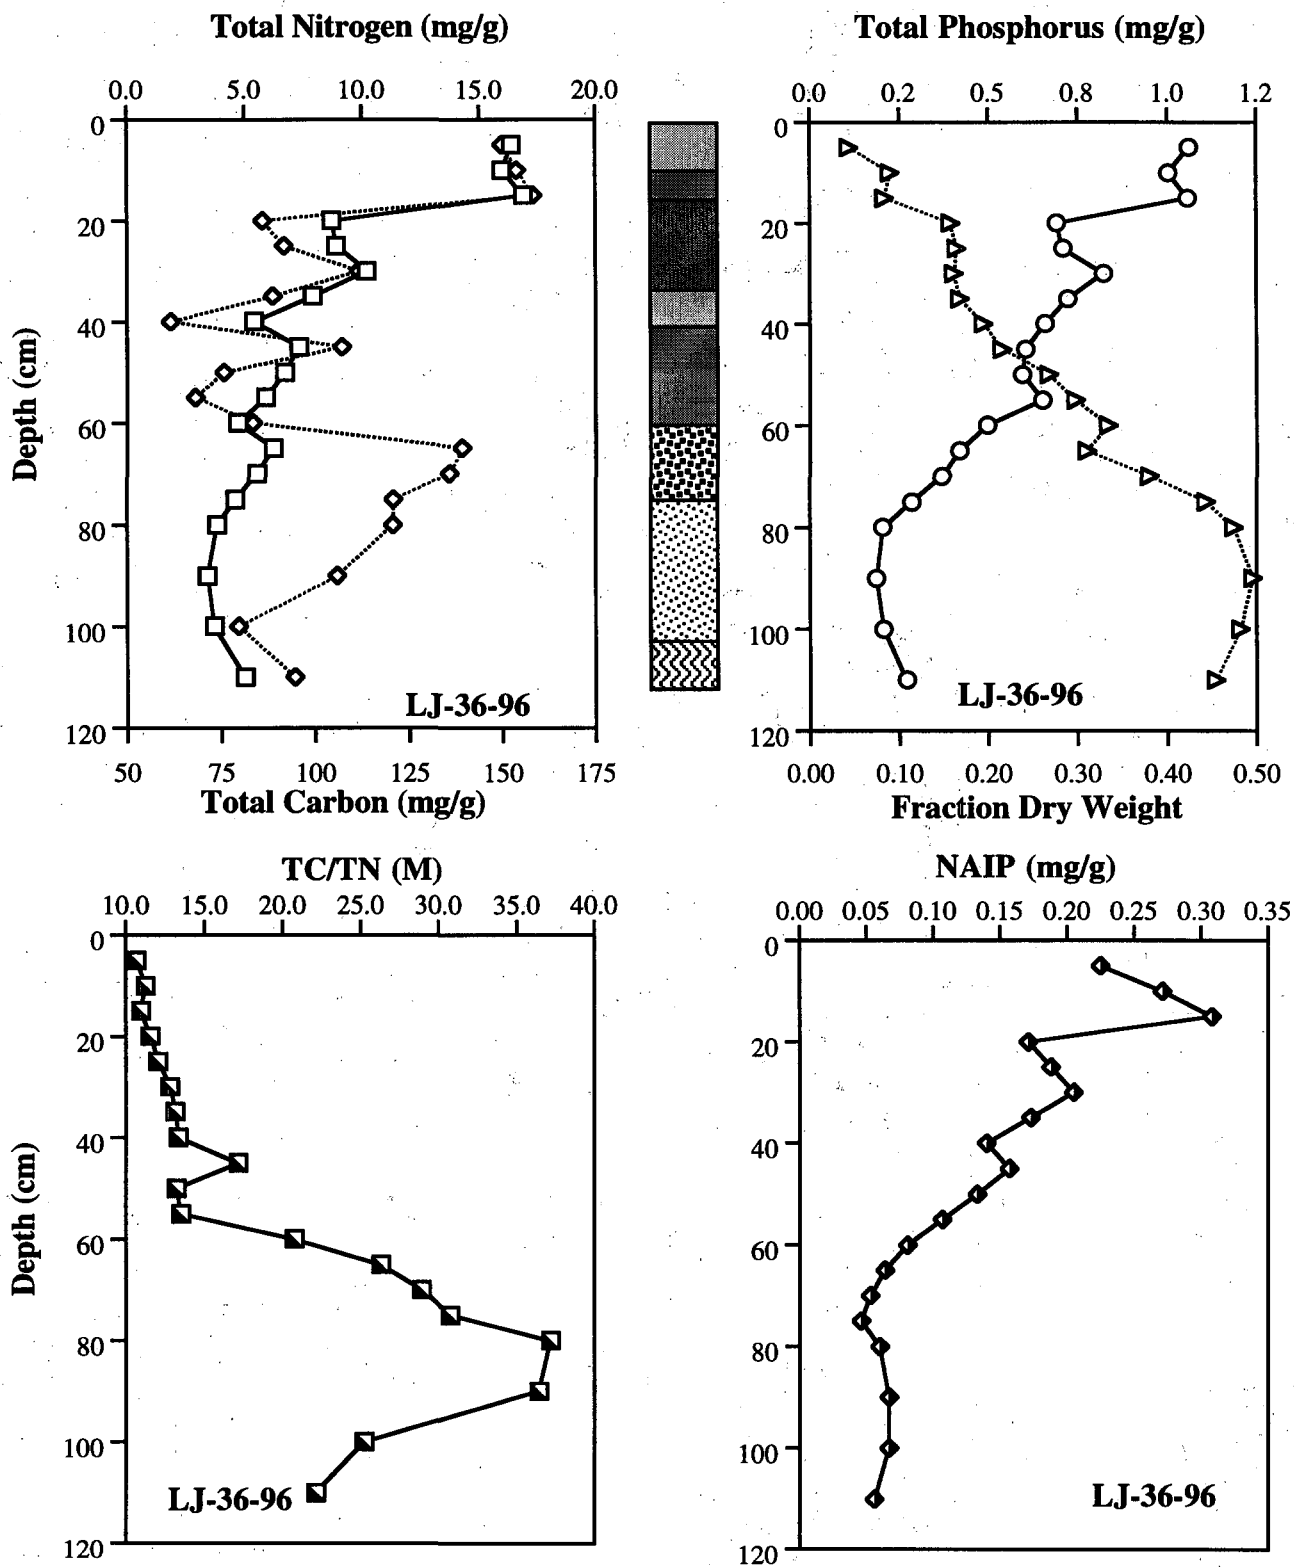 Total Nitrogen (mg/g)
0.0 5.0 10.0 15.0 20.0
0
20
40
60
80
100
120
Depth (cm)
LJ-36-96
50 75 100 125 150 175
Total Carbon (mg/g)
Total Phosphorus (mg/g)
0.0 0.2 0.5 0.8 1.0 1.2
0
20
40
60
80
100
120
LJ-36-96
0.00 0.10 0.20 0.30 0.40 0.50
Fraction Dry Weight
TC/TN (M)
10.0 15.0 20.0 25.0 30.0 35.0 40.0
0
20
40
60
80
100
120
Depth (cm)
LJ-36-96
NAIP (mg/g)
0.00 0.05 0.10 0.15 0.20 0.25 0.30 0.35
0
20
40
60
80
100
120
LJ-36-96